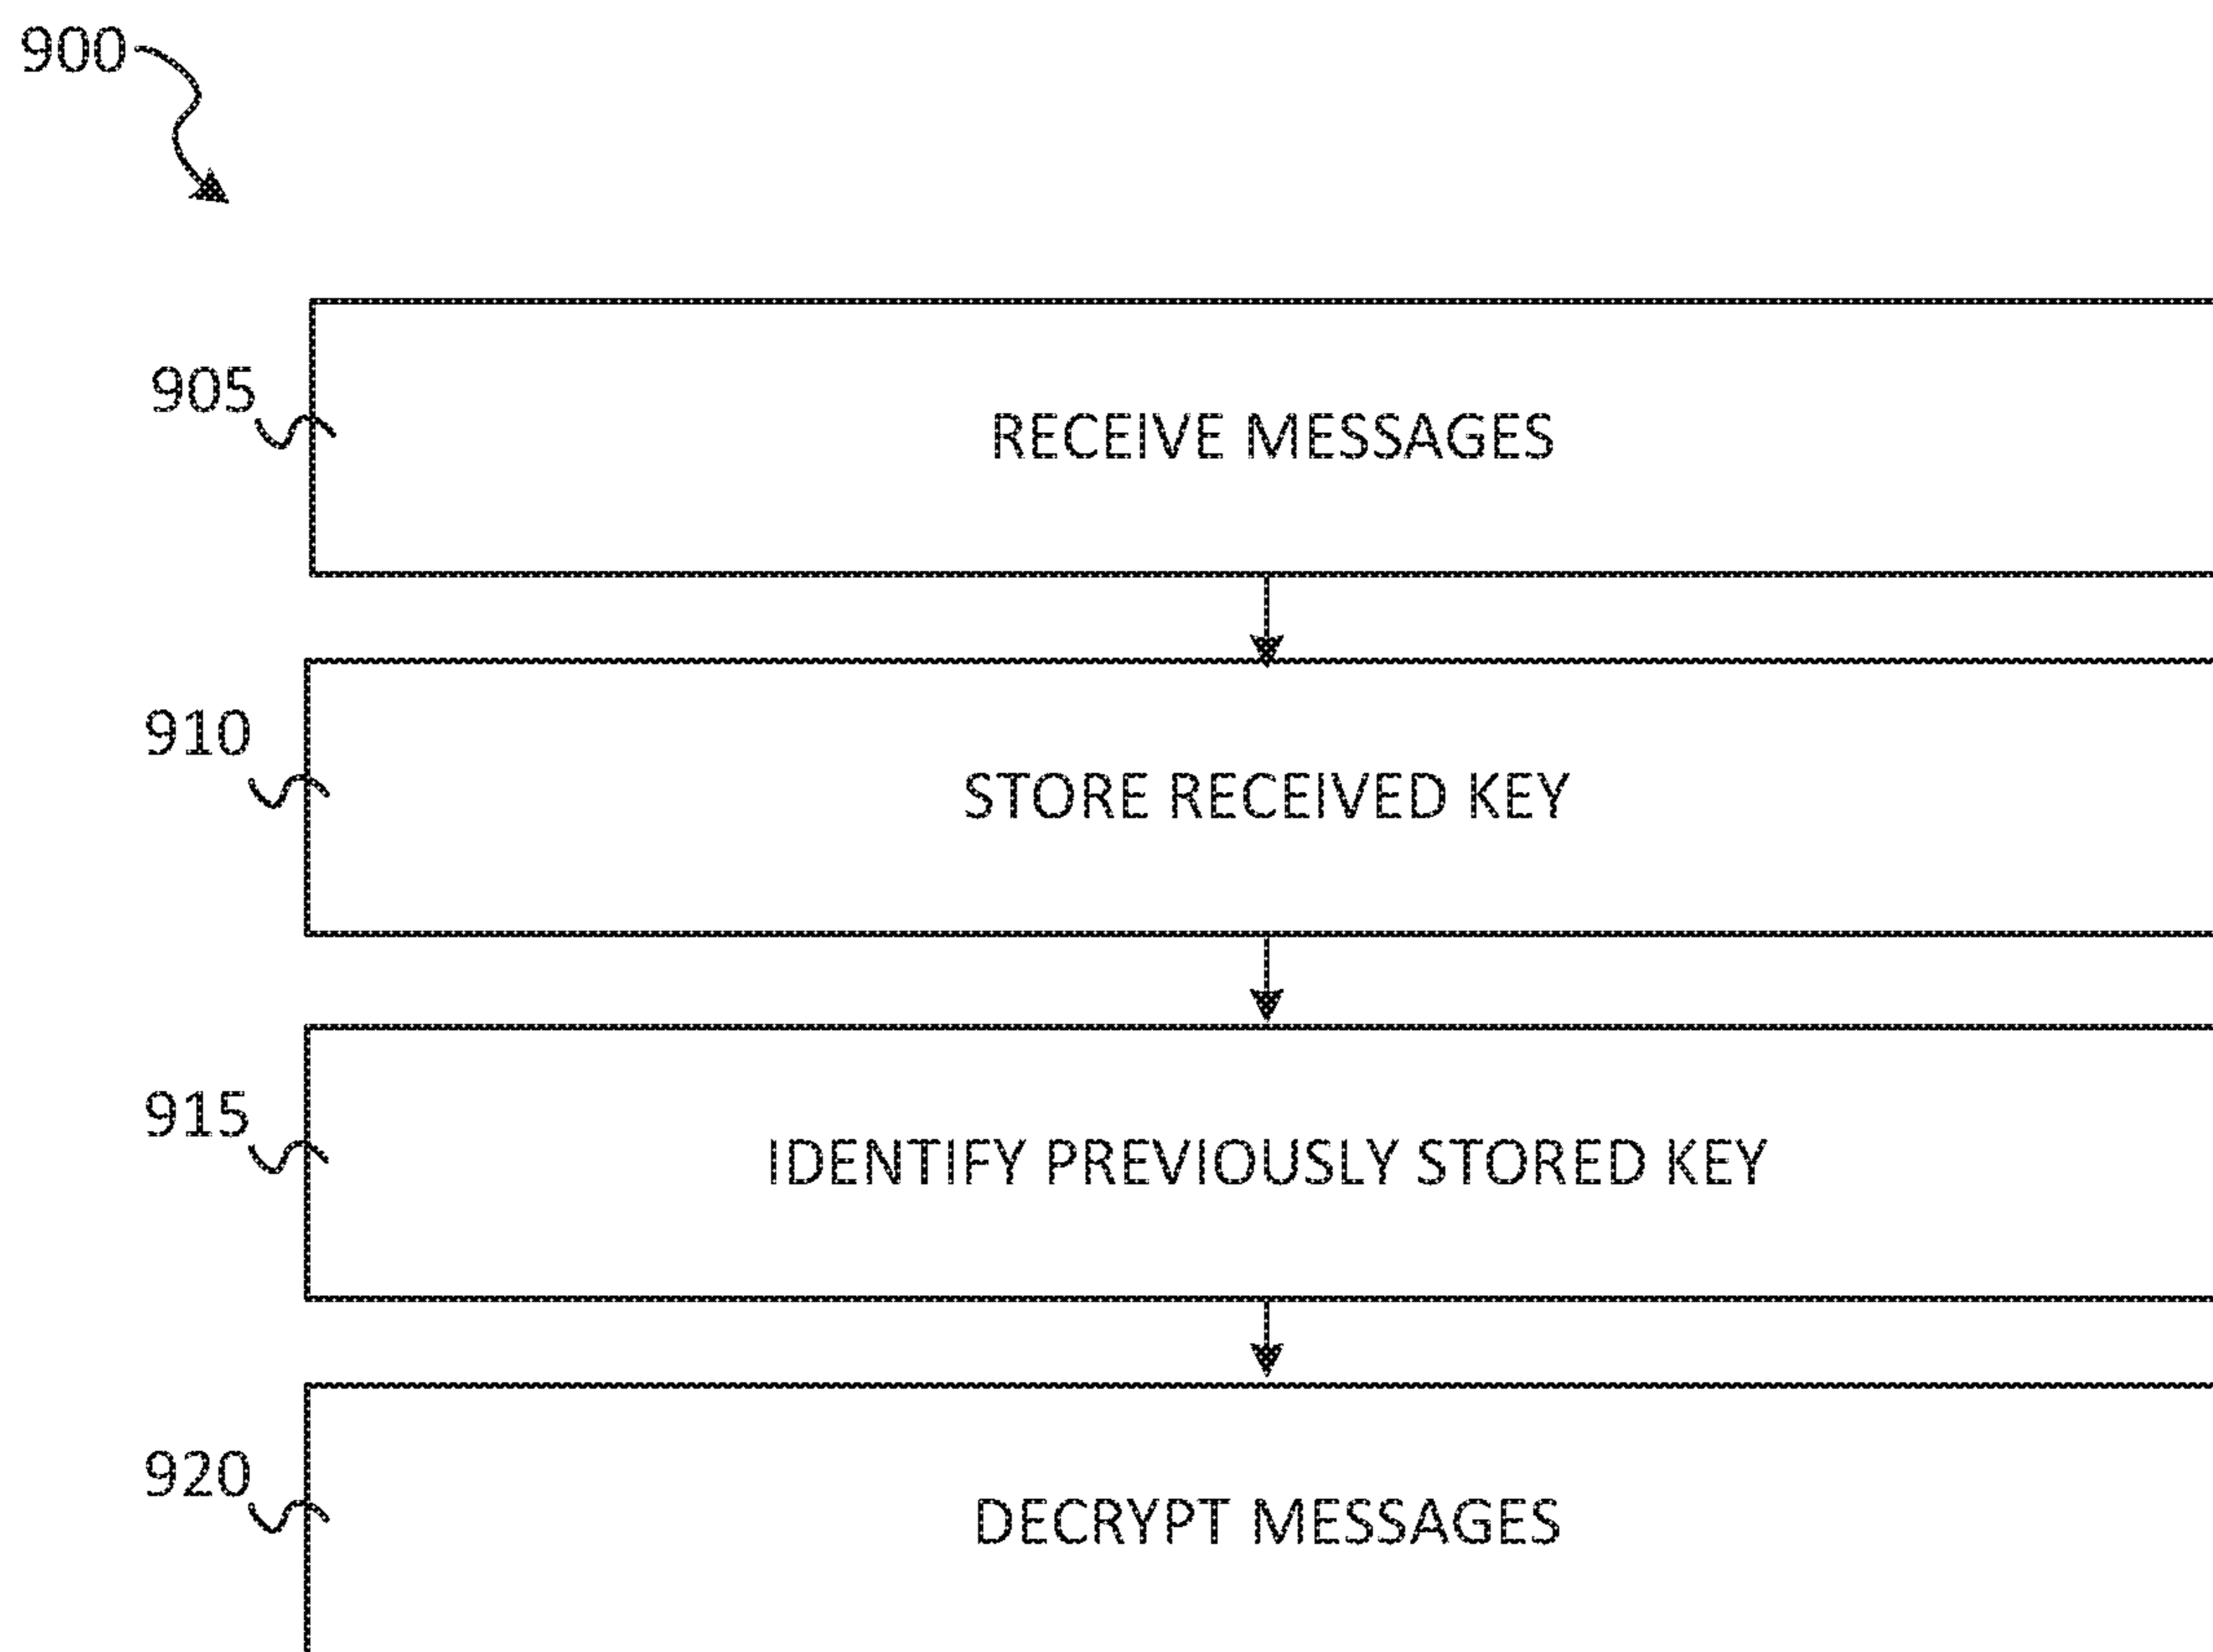 900
905
RECEIVE MESSAGES
910
STORE RECEIVED KEY
915
IDENTIFY PREVIOUSLY STORED KEY
920
DECRYPT MESSAGES